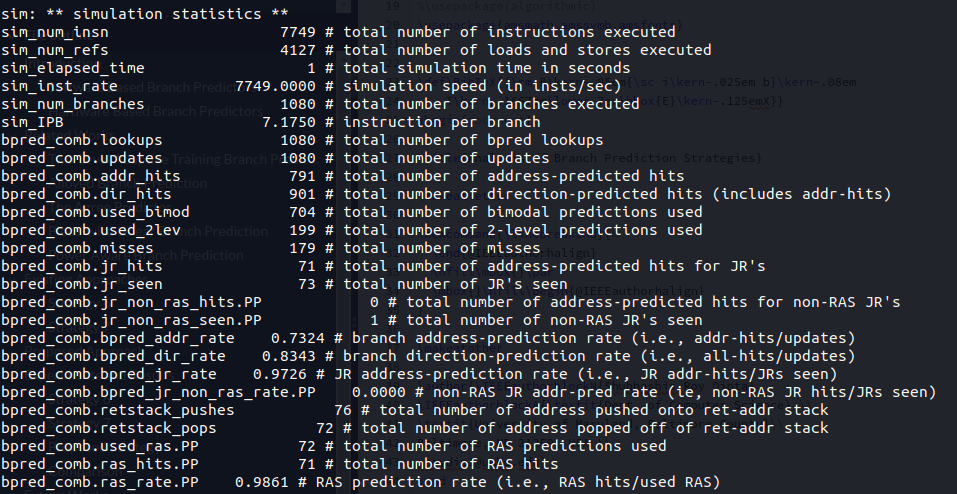 sim: ** simulation statistics **
sim_num_insn 7749 # total number of instructions executed
sim_num_refs 4127 # total number of loads and stores executed
sim_elapsed_time 1 # total simulation time in seconds
sim_inst_rate 7749.0000 # simulation speed (in insts/sec)
sim_num_branches 1080 # total number of branches executed
sim_IPB 7.1750 # instruction per branch
bpred_comb.lookups 1080 # total number of bpred lookups
bpred_comb.updates 1080 # total number of updates
bpred_comb.addr_hits 791 # total number of address-predicted hits
bpred_comb.dir_hits 901 # total number of direction-predicted hits (includes addr-hits)
bpred_comb.used_bimod 704 # total number of bimodal predictions used
bpred_comb.used_2lev 199 # total number of 2-level predictions used
bpred_comb.misses 179 # total number of misses
bpred_comb.jr_hits 71 # total number of address-predicted hits for JR's
bpred_comb.jr_seen 73 # total number of JR's seen
bpred_comb.jr_non_ras_hits.PP 0 # total number of address-predicted hits for non-RAS JR's
bpred_comb.jr_non_ras_seen.PP 1 # total number of non-RAS JR's seen
bpred_comb.bpred_addr_rate 0.7324 # branch address-prediction rate (i.e., addr-hits/updates)
bpred_comb.bpred_dir_rate 0.8343 # branch direction-prediction rate (i.e., all-hits/updates)
bpred_comb.bpred_jr_rate 0.9726 # JR address-prediction rate (i.e., JR addr-hits/JRs seen)
bpred_comb.bpred_jr_non_ras_rate.PP 0.0000 # non-RAS JR addr-pred rate (ie, non-RAS JR hits/JRs seen)
bpred_comb.retstack_pushes 76 # total number of address pushed onto ret-addr stack
bpred_comb.retstack_pops 72 # total number of address popped off of ret-addr stack
bpred_comb.used_ras.PP 72 # total number of RAS predictions used
bpred_comb.ras_hits.PP 71 # total number of RAS hits
bpred_comb.ras_rate.PP 0.9861 # RAS prediction rate (i.e., RAS hits/used RAS)